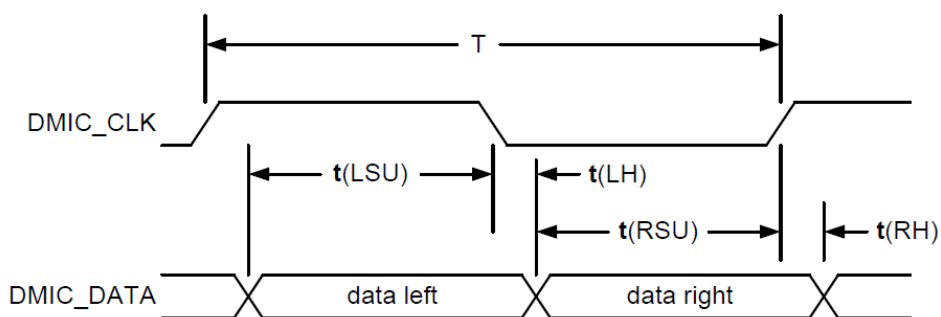 T
DMIC_CLK
t(LSU)
t(LH)
t(RSU)
t(RH)
DMIC_DATA
data left
data right